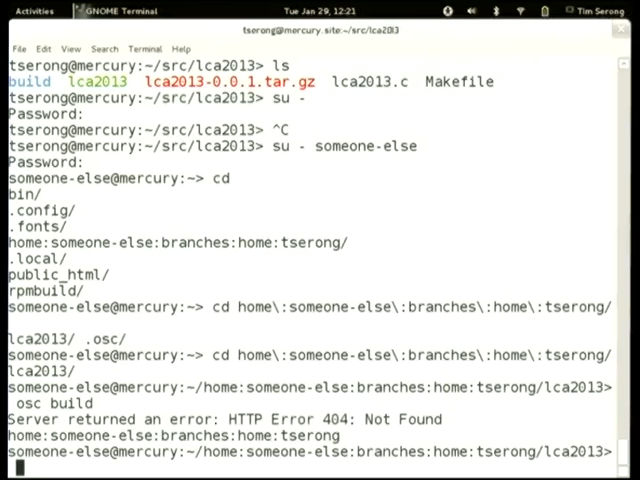 Activities GNOME Terminal Tue Jan 29, 12:21 Tim Serong
tserong@mercury.site:~/src/lca2013
File Edit View Search Terminal Help
tserong@mercury:~/src/lca2013> ls
build lca2013 lca2013-0.0.1.tar.gz lca2013.c Makefile
tserong@mercury:~/src/lca2013> su -
Password:
tserong@mercury:~/src/lca2013> ^C
tserong@mercury:~/src/lca2013> su - someone-else
Password:
someone-else@mercury:~> cd
bin/
.config/
.fonts/
home:someone-else:branches:home:tserong/
.local/
public_html/
rpmbuild/
someone-else@mercury:~> cd home\:someone-else\:branches\:home\:tserong/
lca2013/ .osc/
someone-else@mercury:~> cd home\:someone-else\:branches\:home\:tserong/
lca2013/
someone-else@mercury:~/home:someone-else:branches:home:tserong/lca2013>
osc build
Server returned an error: HTTP Error 404: Not Found
home:someone-else:branches:home:tserong
someone-else@mercury:~/home:someone-else:branches:home:tserong/lca2013>